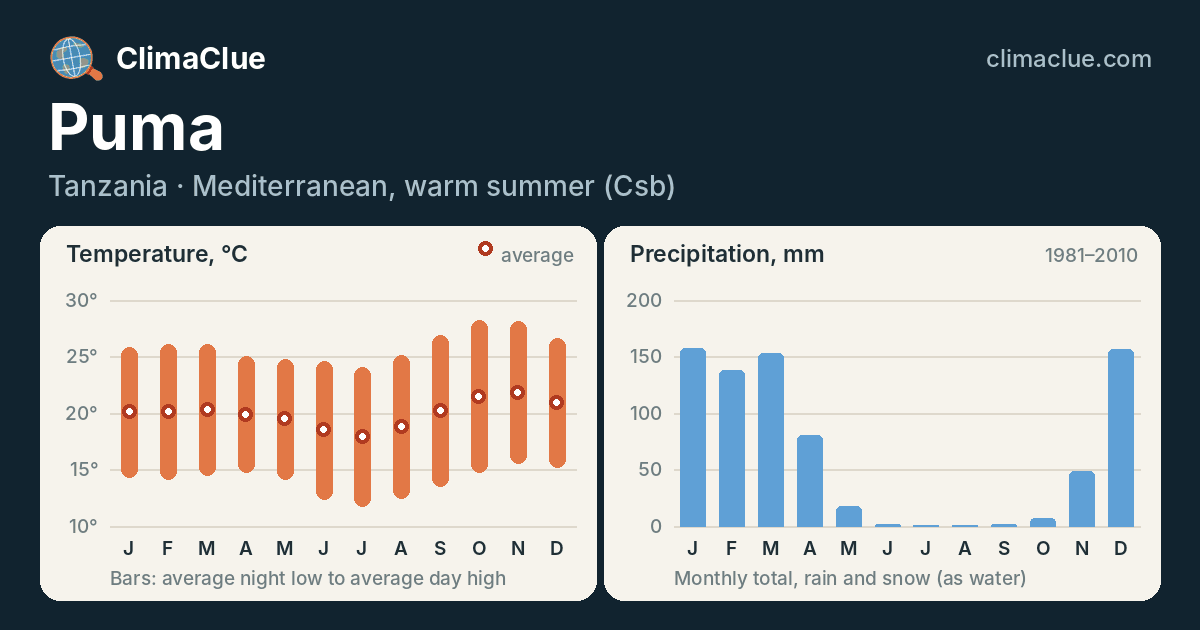 ClimaClue
climaclue.com
Puma
Tanzania · Mediterranean, warm summer (Csb)
Temperature, °C
average
30°
25°
20°
15°
10°
J F M A M J J A S O N D
Bars: average night low to average day high
Precipitation, mm
1981–2010
200
150
100
50
0
J F M A M J J A S O N D
Monthly total, rain and snow (as water)